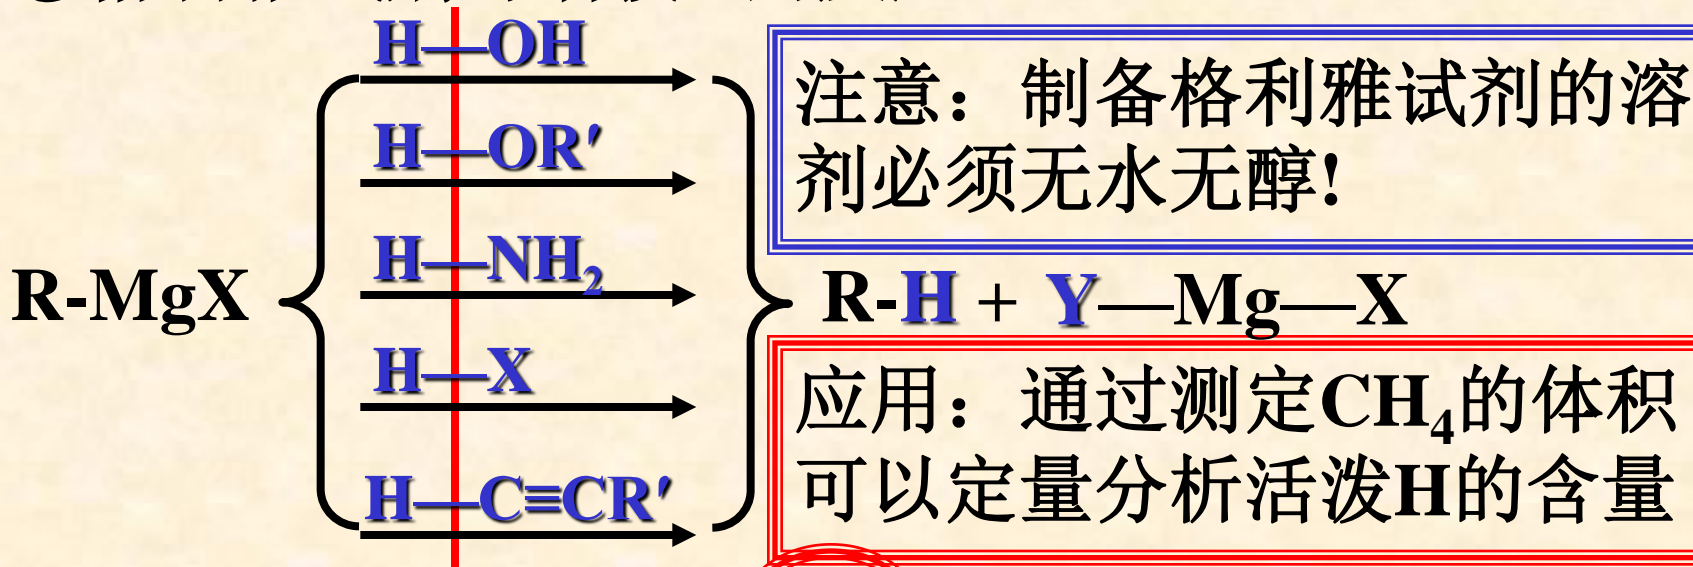 H—OH
H—OR′
H—NH₂
R-MgX
H—X
H—C≡CR′
注意：制备格利雅试剂的溶
剂必须无水无醇!
R-H + Y—Mg—X
应用：通过测定CH₄的体积
可以定量分析活泼H的含量